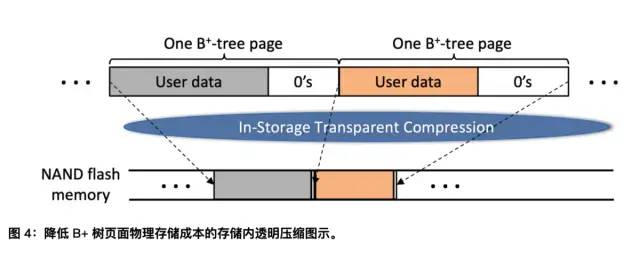 One B⁺-tree page One B⁺-tree page
··· User data 0's User data 0's ···
In-Storage Transparent Compression
NAND flash
memory ··· ···
图 4：降低 B+ 树页面物理存储成本的存储内透明压缩图示。